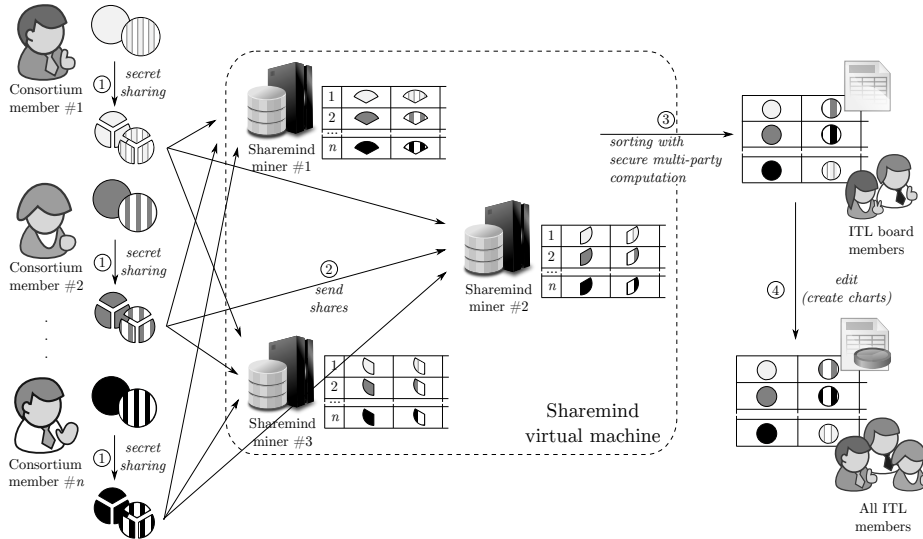 Consortium
member #1
1
secret
sharing
Consortium
member #2
1
secret
sharing
.
.
.
Consortium
member #n
1
secret
sharing
Sharemind
miner #1
1
2
...
n
2
send
shares
Sharemind
miner #2
1
2
...
n
Sharemind
miner #3
1
2
...
n
Sharemind
virtual machine
3
sorting with
secure multi-party
computation
ITL board
members
4
edit
(create charts)
All ITL
members